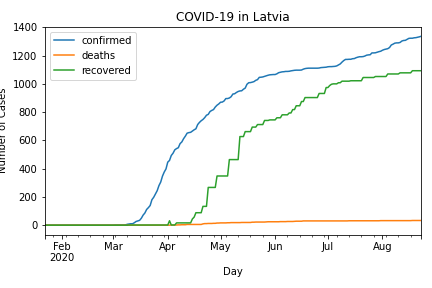 COVID-19 in Latvia
1400
1200
1000
800
600
400
200
0
Number of Cases
confirmed
deaths
recovered
Feb Mar Apr May Jun Jul Aug
2020
Day